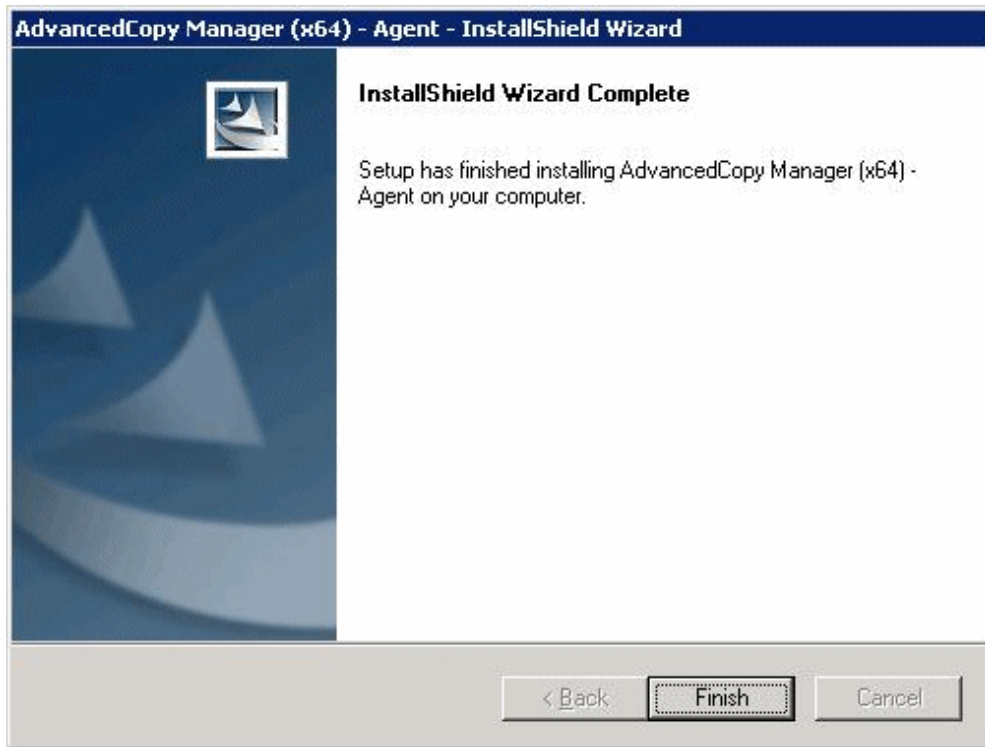 AdvancedCopy Manager (x64) - Agent - InstallShield Wizard
InstallShield Wizard Complete
Setup has finished installing AdvancedCopy Manager (x64) -
Agent on your computer.
< Back
Finish
Cancel